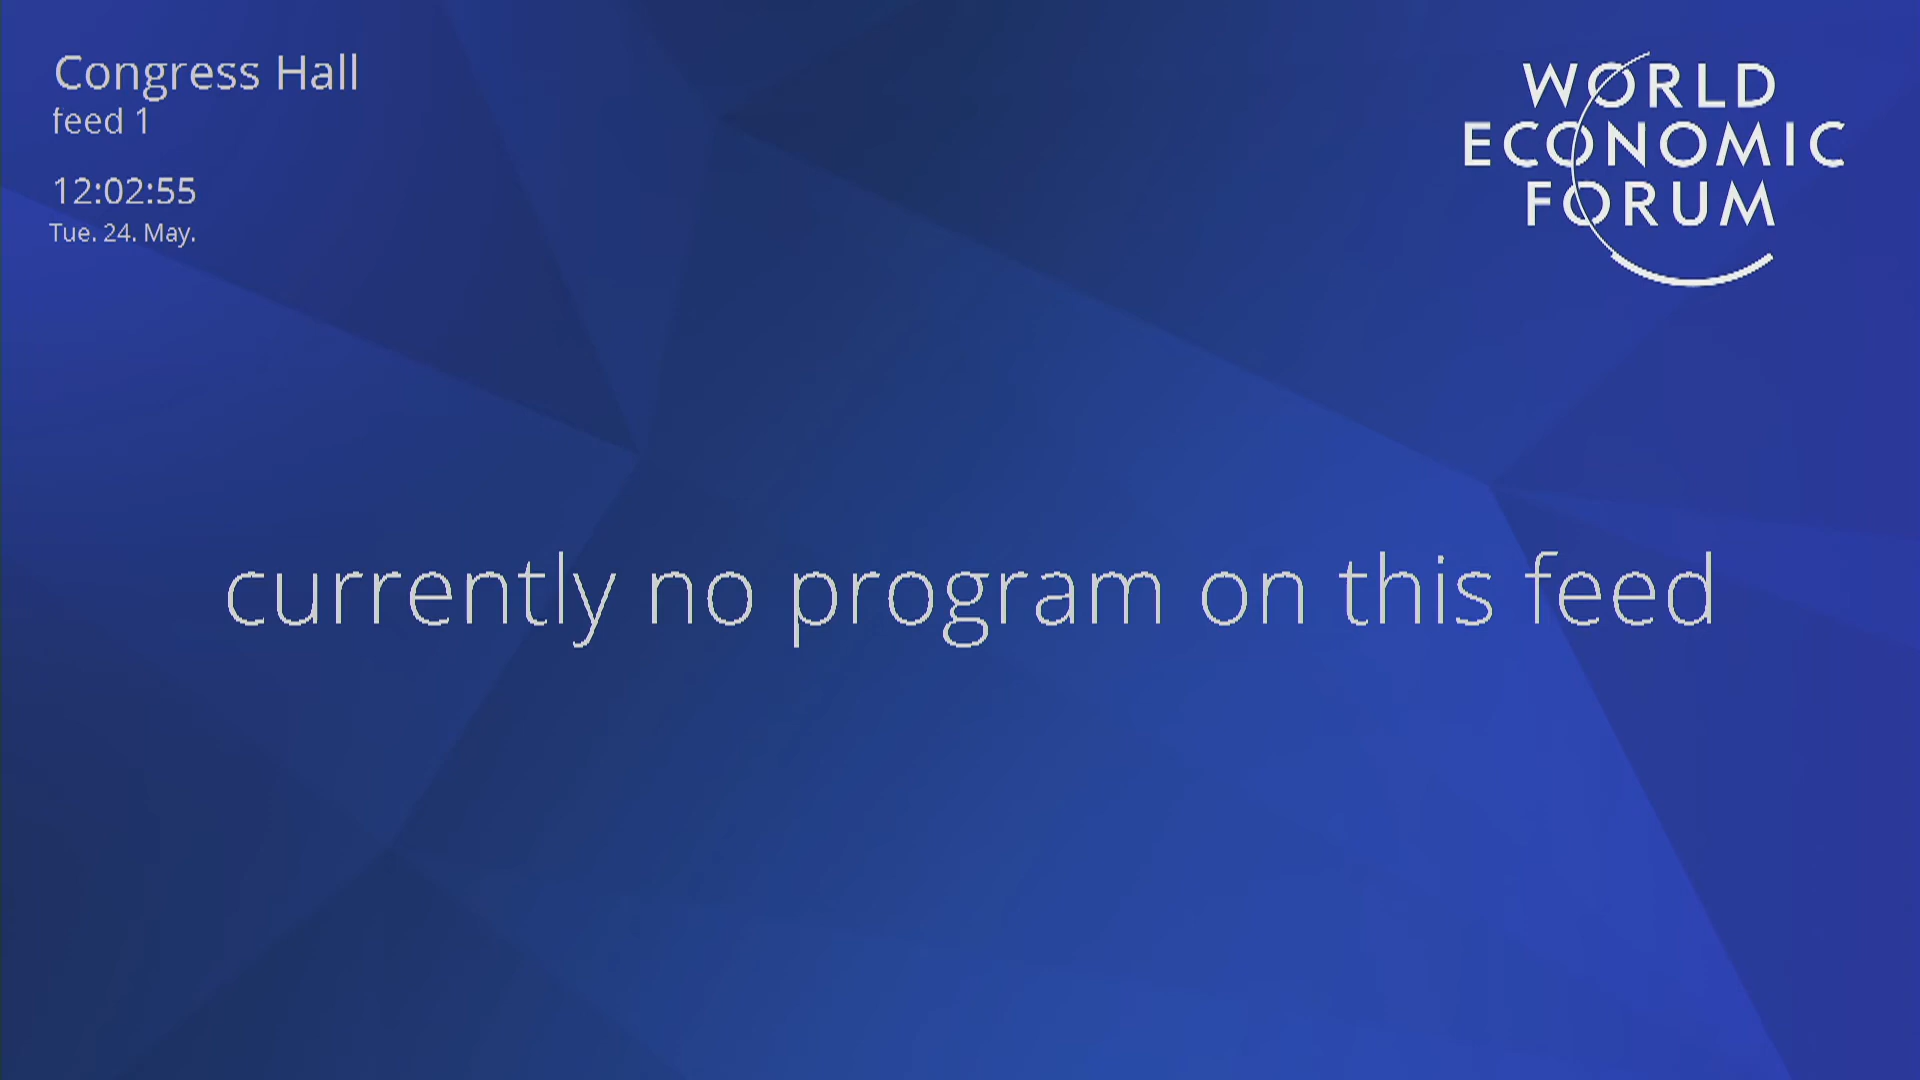 Congress Hall
feed 1
12:02:55
Tue. 24. May.
WORLD
ECONOMIC
FORUM
currently no program on this feed